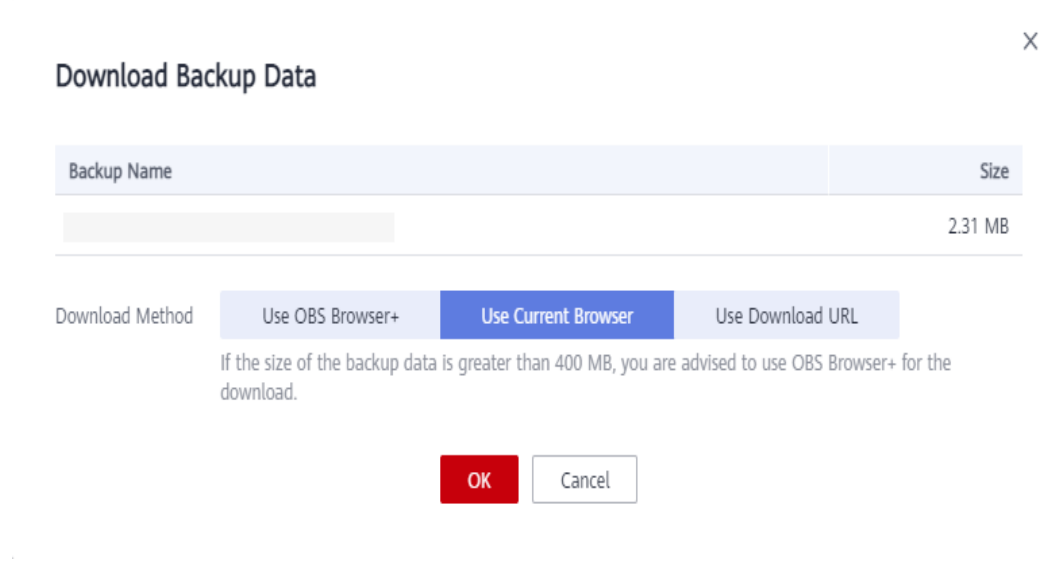 X
Download Backup Data
Backup Name Size
2.31 MB
Download Method Use OBS Browser+ Use Current Browser Use Download URL
If the size of the backup data is greater than 400 MB, you are advised to use OBS Browser+ for the
download.
OK Cancel